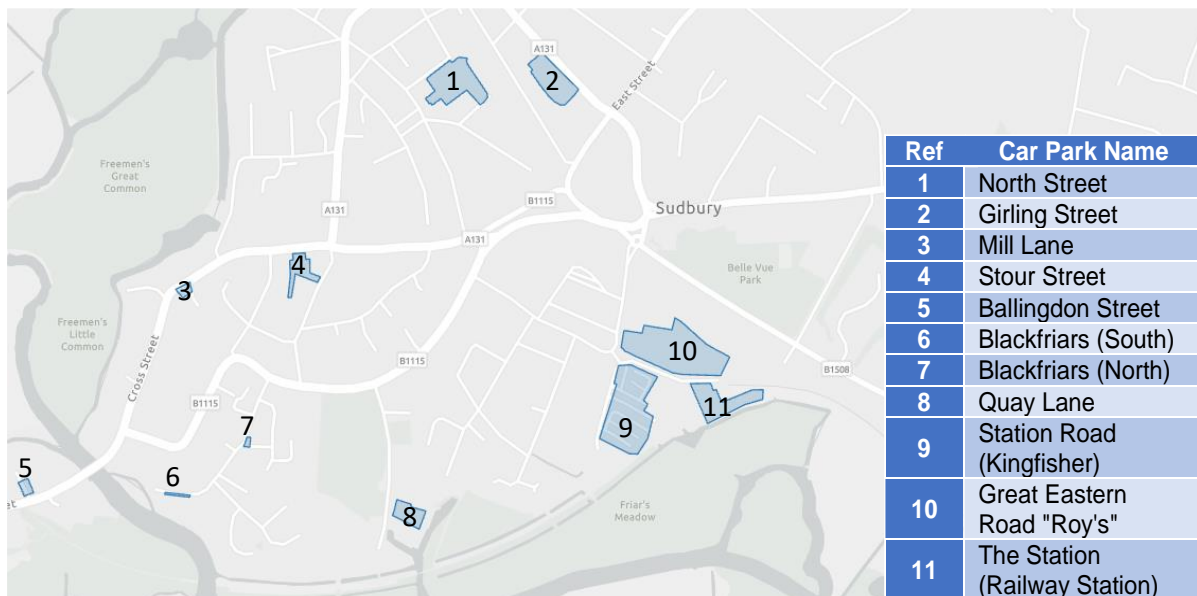 A131
1
2
East Street
Freemen's
Great
Common
A131
B1115
Sudbury
A131
4
3
Belle Vue
Park
Freemen's
Little
Common
Cross Street
10
B1115
B1508
B1115
11
9
7
5
6
8
Friar's
Meadow
et
Ref Car Park Name
1 North Street
2 Girling Street
3 Mill Lane
4 Stour Street
5 Ballingdon Street
6 Blackfriars (South)
7 Blackfriars (North)
8 Quay Lane
9 Station Road
(Kingfisher)
10 Great Eastern
Road "Roy's"
11 The Station
(Railway Station)